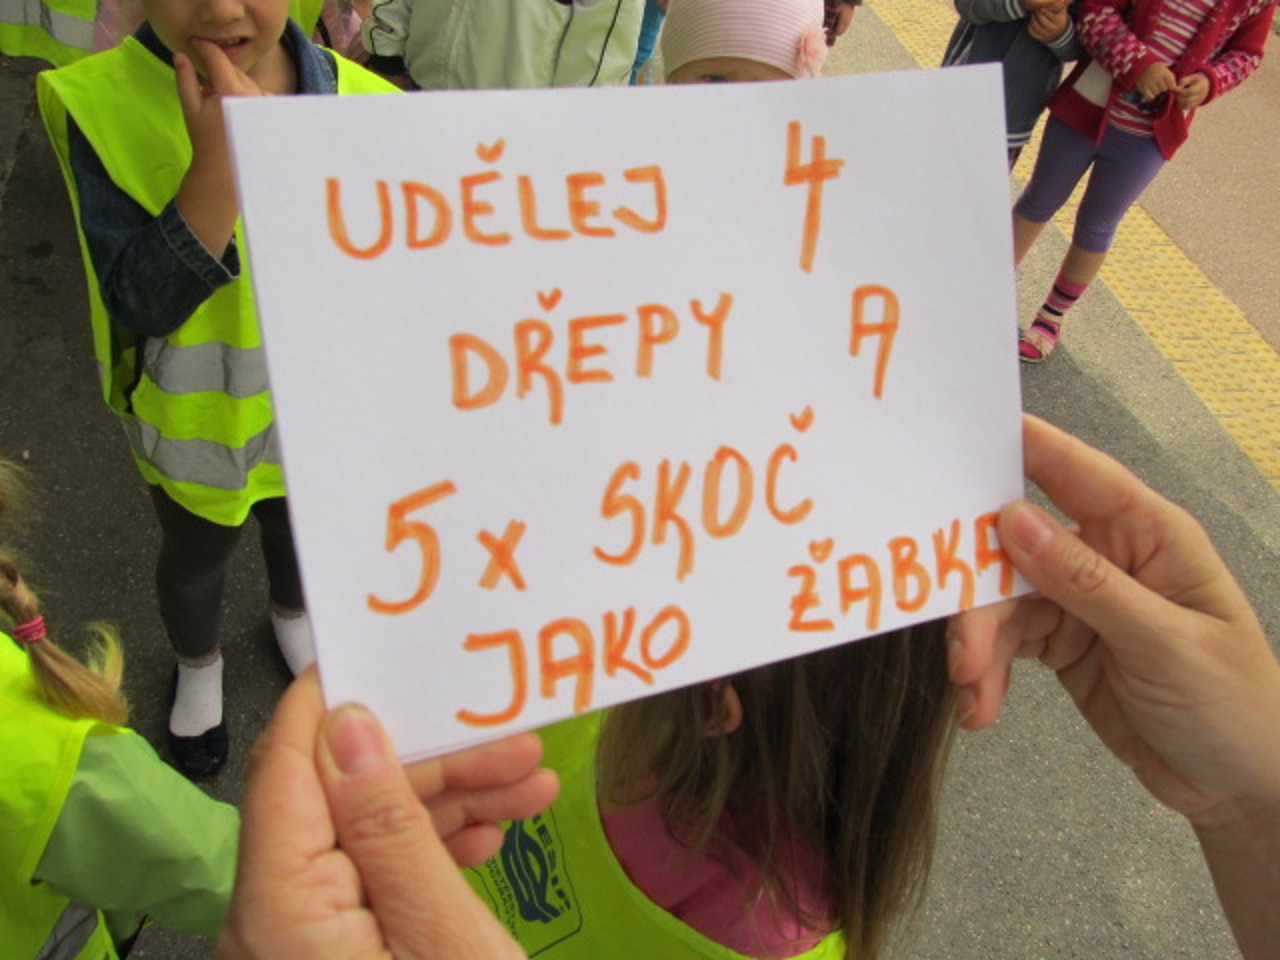 UDĚLEJ 4
DŘEPY A
5x SKOČ
JAKO ŽABKA